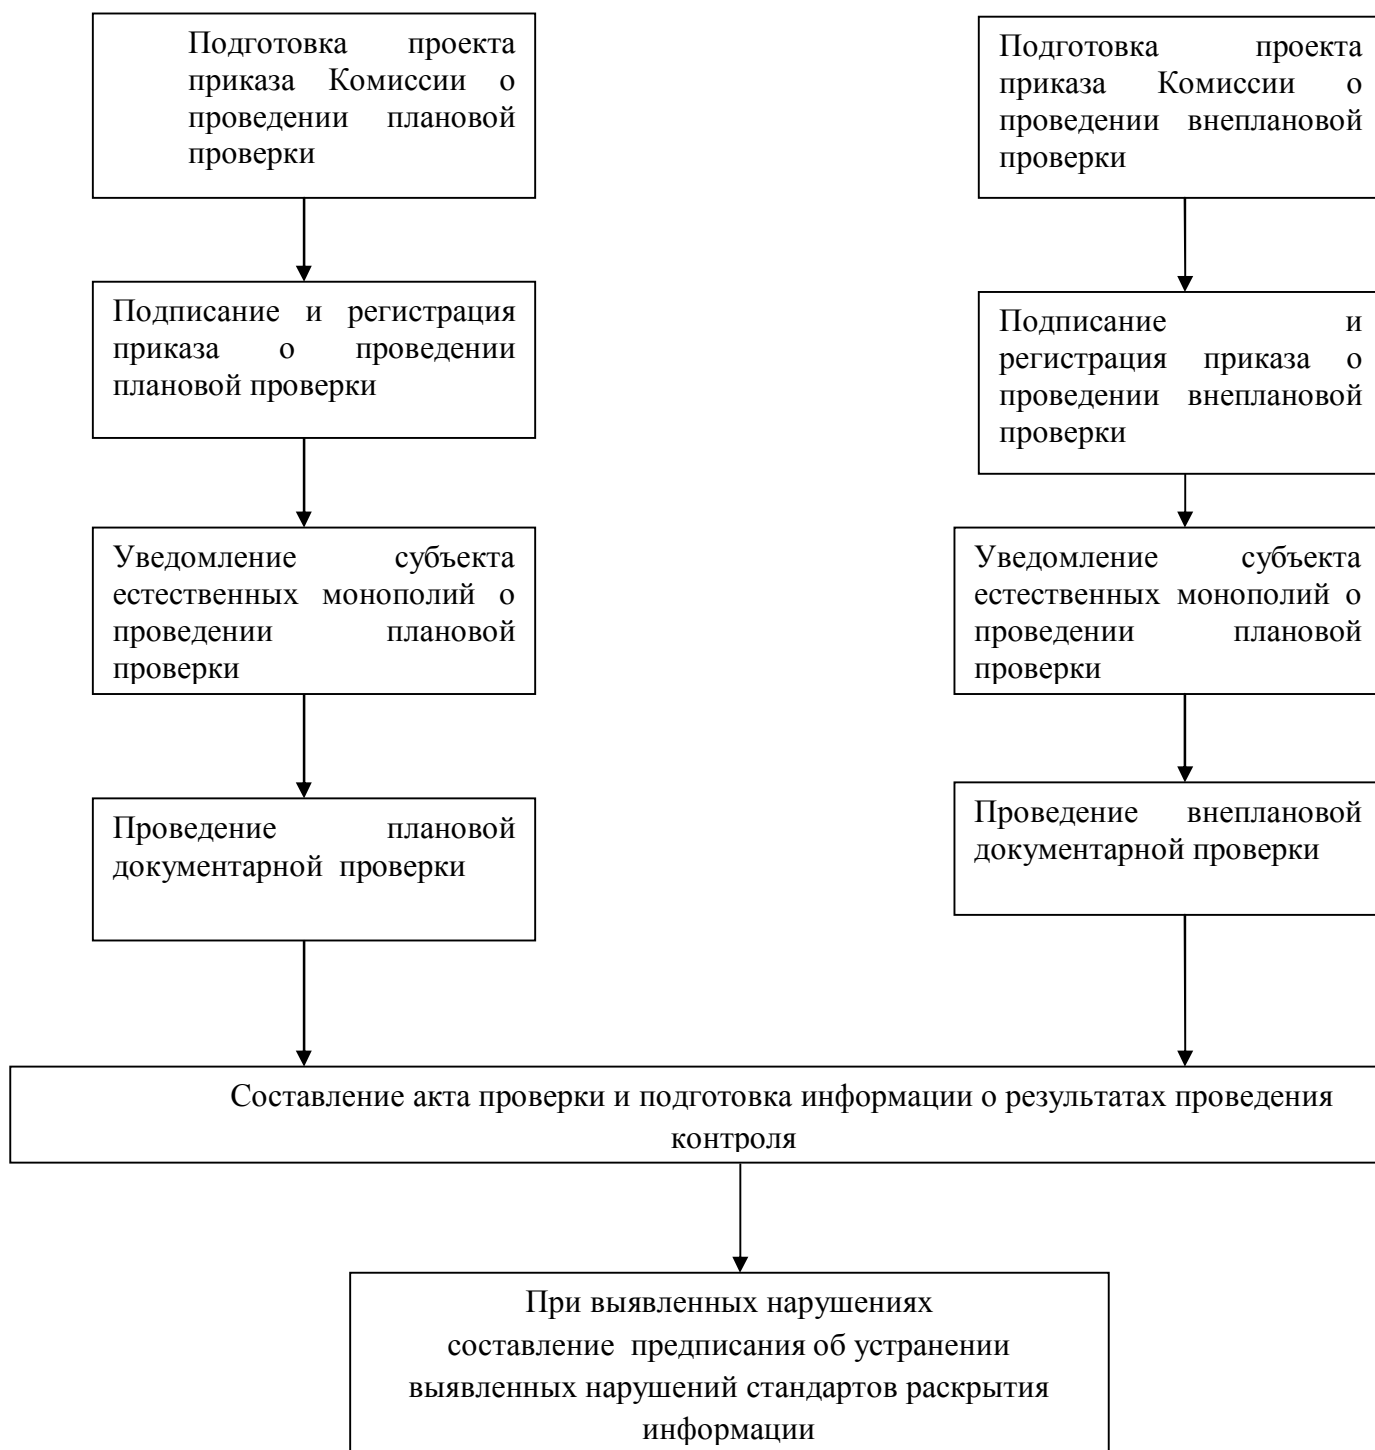 Подготовка проекта
приказа Комиссии о
проведении плановой
проверки
Подготовка проекта
приказа Комиссии о
проведении внеплановой
проверки
Подписание и регистрация
приказа о проведении
плановой проверки
Подписание и
регистрация приказа о
проведении внеплановой
проверки
Уведомление субъекта
естественных монополий о
проведении плановой
проверки
Уведомление субъекта
естественных монополий о
проведении плановой
проверки
Проведение плановой
документарной проверки
Проведение внеплановой
документарной проверки
Составление акта проверки и подготовка информации о результатах проведения
контроля
При выявленных нарушениях
составление предписания об устранении
выявленных нарушений стандартов раскрытия
информации